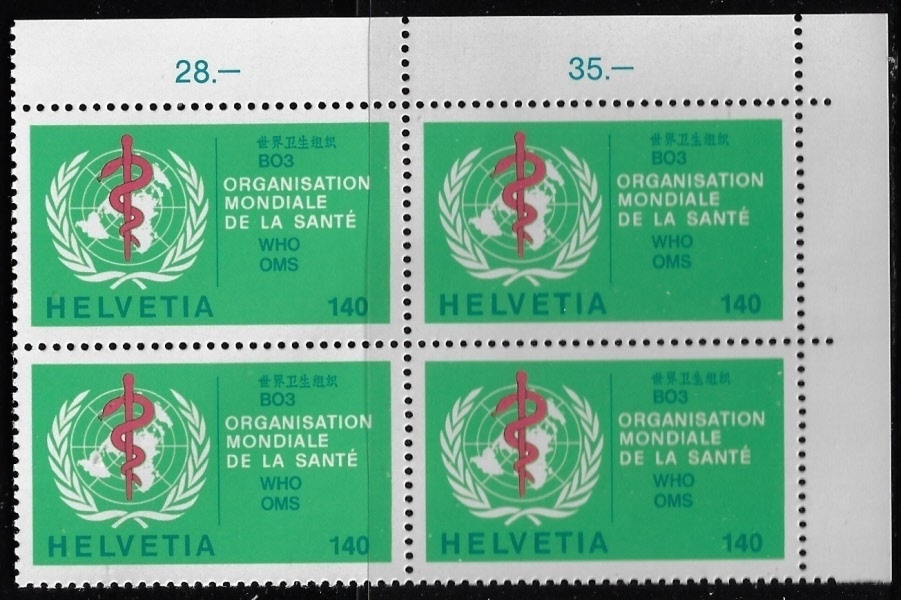 28.—
35.—
世界卫生组织
ВОЗ
ORGANISATION
MONDIALE
DE LA SANTÉ
WHO
OMS
HELVETIA
140
世界卫生组织
ВОЗ
ORGANISATION
MONDIALE
DE LA SANTÉ
WHO
OMS
HELVETIA
140
世界卫生组织
ВОЗ
ORGANISATION
MONDIALE
DE LA SANTÉ
WHO
OMS
HELVETIA
140
世界卫生组织
ВОЗ
ORGANISATION
MONDIALE
DE LA SANTÉ
WHO
OMS
HELVETIA
140